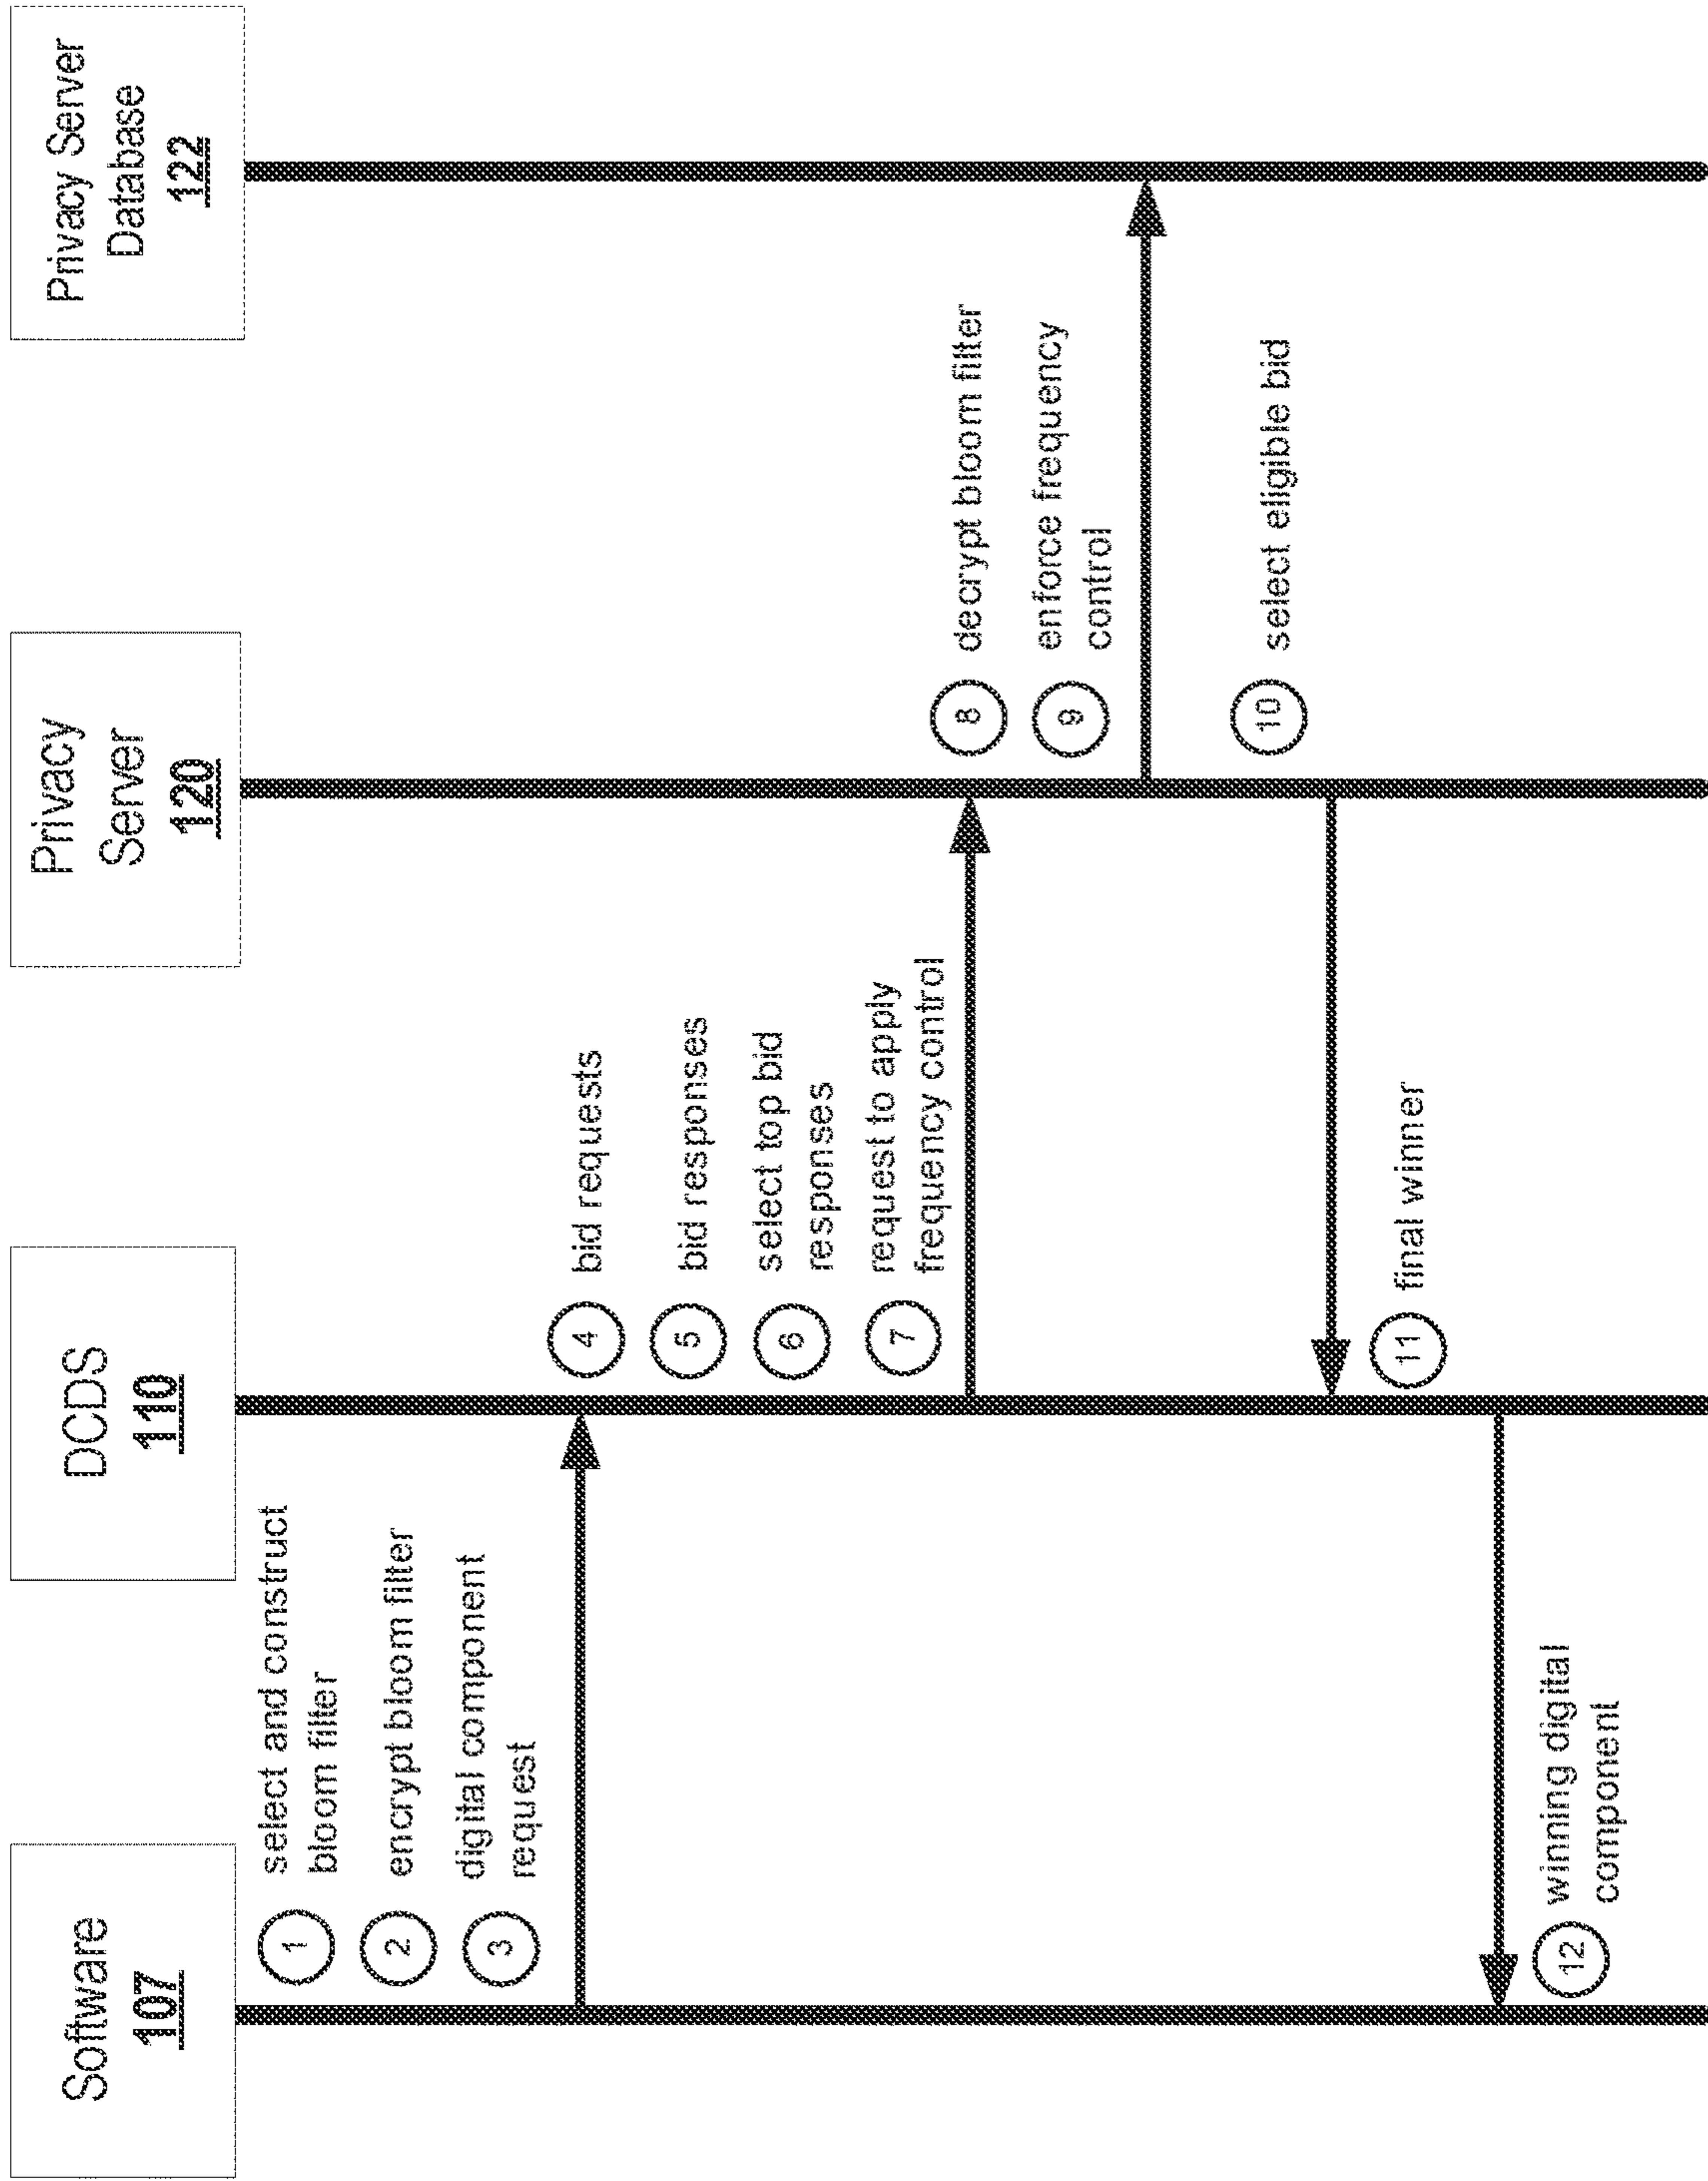 Software
107
DCDS
110
Privacy
Server
120
Privacy Server
Database
122
1
select and construct
bloom filter
2
encrypt bloom filter
3
digital component
request
4
bid requests
5
bid responses
6
select top bid
responses
7
request to apply
frequency control
8
decrypt bloom filter
9
enforce frequency
control
10
select eligible bid
11
final winner
12
winning digital
component